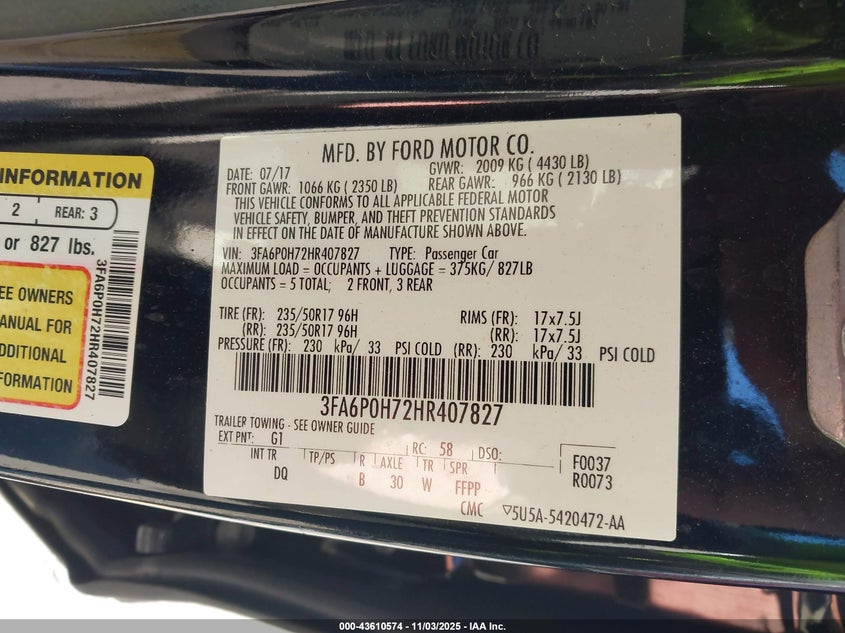 MFD. BY FORD MOTOR CO.
DATE: 07/17
GVWR: 2009 KG ( 4430 LB)
FRONT GAWR: 1066 KG ( 2350 LB)
REAR GAWR: 966 KG ( 2130 LB)
THIS VEHICLE CONFORMS TO ALL APPLICABLE FEDERAL MOTOR
VEHICLE SAFETY, BUMPER, AND THEFT PREVENTION STANDARDS
IN EFFECT ON THE DATE OF MANUFACTURE SHOWN ABOVE.
VIN: 3FA6P0H72HR407827 TYPE: Passenger Car
MAXIMUM LOAD = OCCUPANTS + LUGGAGE = 375KG/ 827LB
OCCUPANTS = 5 TOTAL; 2 FRONT, 3 REAR
TIRE (FR): 235/50R17 96H RIMS (FR): 17x7.5J
(RR): 235/50R17 96H (RR): 17x7.5J
PRESSURE (FR): 230 kPa/ 33 PSI COLD (RR): 230 kPa/ 33 PSI COLD
3FA6P0H72HR407827
TRAILER TOWING - SEE OWNER GUIDE
EXT PNT: G1 RC: 58 DSO: F0037
INT TR TP/PS R AXLE TR SPR R0073
DQ B 30 W FFPP
CMC ▽5U5A-5420472-AA
INFORMATION
2 REAR: 3
or 827 lbs.
EE OWNERS
ANUAL FOR
ADDITIONAL
FORMATION
3FA6P0H72HR407827
000-43610574 | 11/03/2025 - IAA Inc.